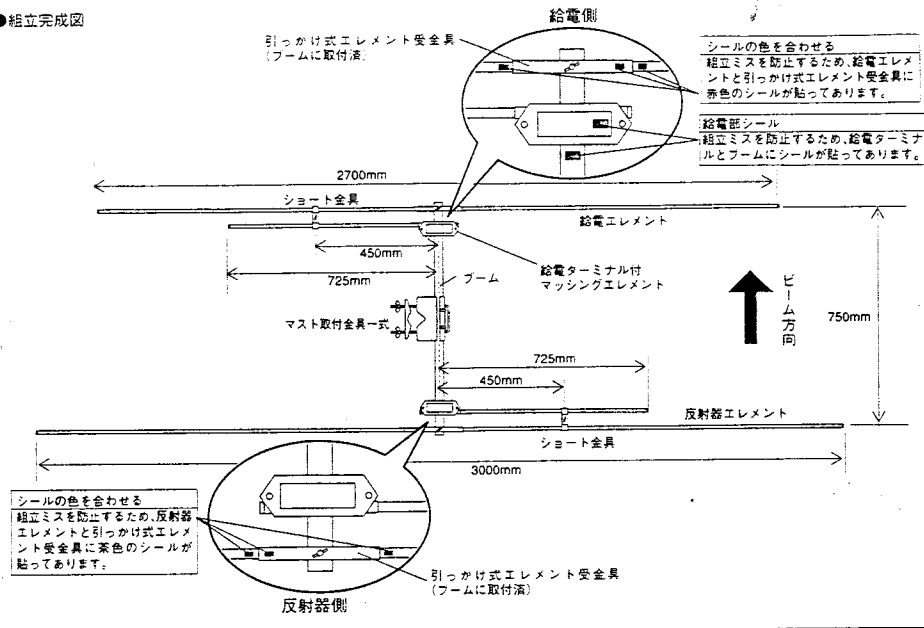 ●組立完成図
給電側
引っかけ式エレメント受金具
(ブームに取付済)
シールの色を合わせる
組立ミスを防止するため、給電エレメ
ントと引っかけ式エレメント受金具に
赤色のシールが貼ってあります。
給電部シール
組立ミスを防止するため、給電ターミナ
ルとブームにシールが貼ってあります。
2700mm
ショート金具
給電エレメント
450mm
ブーム
725mm
給電ターミナル付
マッシングエレメント
ビーム方向
750mm
マスト取付金具一式
725mm
450mm
反射器エレメント
ショート金具
3000mm
シールの色を合わせる
組立ミスを防止するため、反射器
エレメントと引っかけ式エレメ
ント受金具に茶色のシールが
貼ってあります。
引っかけ式エレメント受金具
(ブームに取付済)
反射器側